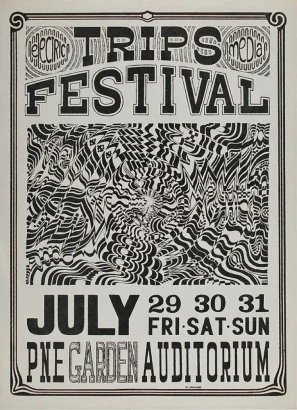 electric TRIPS media
FESTIVAL
JULY 29 30 31
FRI·SAT·SUN
PNE GARDEN AUDITORIUM